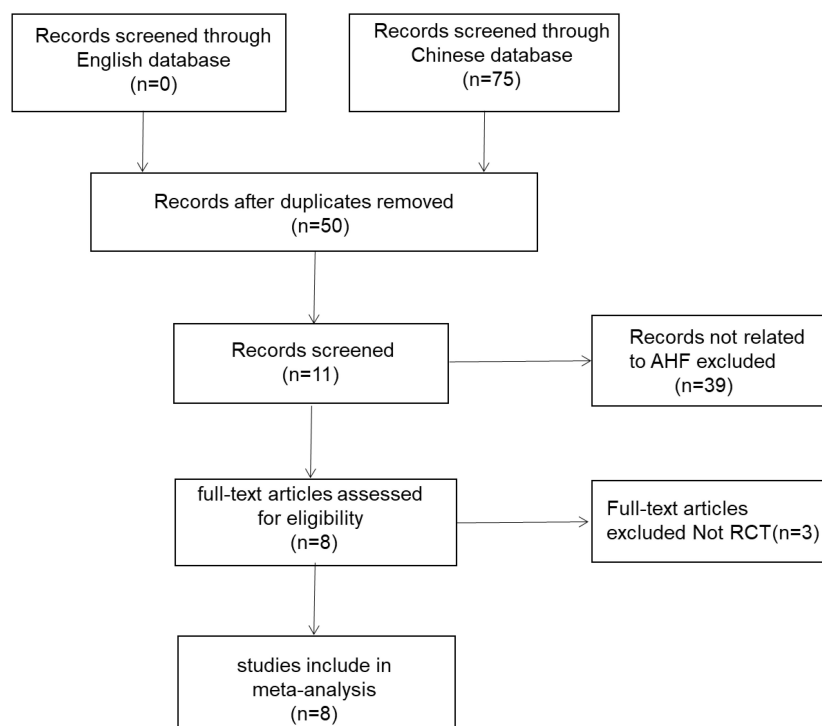 Records screened through
English database
(n=0)
Records screened through
Chinese database
(n=75)
Records after duplicates removed
(n=50)
Records screened
(n=11)
Records not related
to AHF excluded
(n=39)
full-text articles assessed
for eligibility
(n=8)
Full-text articles
excluded Not RCT(n=3)
studies include in
meta-analysis
(n=8)